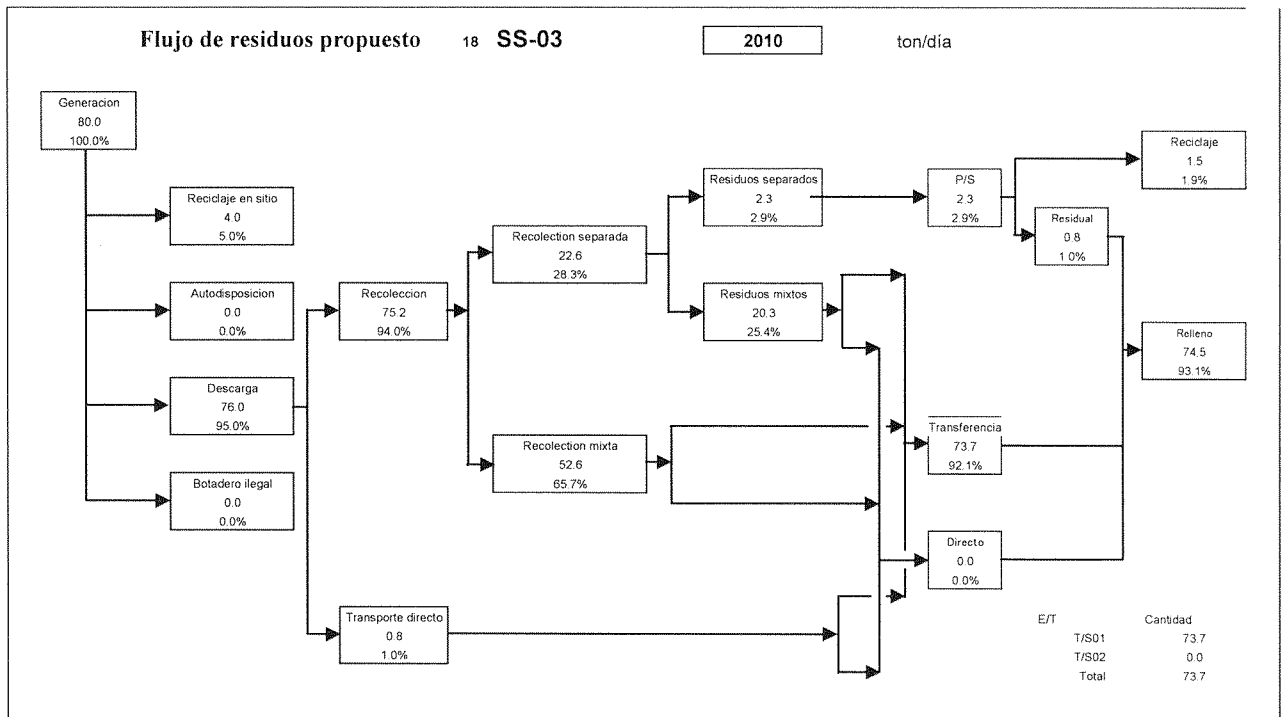 Flujo de residuos propuesto 18 SS-03 2010 ton/día
Generacion
80.0
100.0%
Reciclaje en sitio
4.0
5.0%
Autodisposicion
0.0
0.0%
Descarga
76.0
95.0%
Botadero ilegal
0.0
0.0%
Recoleccion
75.2
94.0%
Transporte directo
0.8
1.0%
Recolection separada
22.6
28.3%
Recolection mixta
52.6
65.7%
Residuos separados
2.3
2.9%
Residuos mixtos
20.3
25.4%
P/S
2.3
2.9%
Residual
0.8
1.0%
Transferencia
73.7
92.1%
Directo
0.0
0.0%
Reciclaje
1.5
1.9%
Relleno
74.5
93.1%
E/T Cantidad
T/S01 73.7
T/S02 0.0
Total 73.7